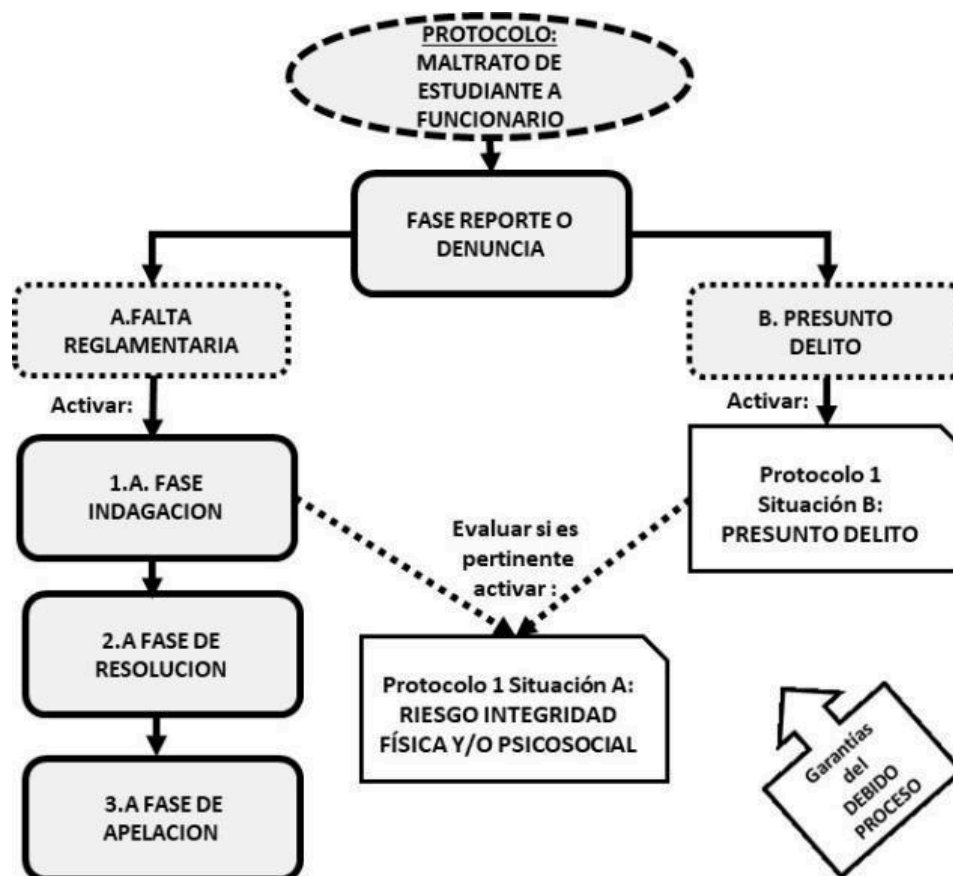 PROTOCOLO:
MALTRATO DE
ESTUDIANTE A
FUNCIONARIO
FASE REPORTE O
DENUNCIA
A.FALTA
REGLAMENTARIA
B. PRESUNTO
DELITO
Activar:
Activar:
1.A. FASE
INDAGACION
Evaluar si es
pertinente
activar :
Protocolo 1
Situación B:
PRESUNTO DELITO
2.A FASE DE
RESOLUCION
Protocolo 1 Situación A:
RIESGO INTEGRIDAD
FÍSICA Y/O PSICOSOCIAL
3.A FASE DE
APELACION
Garantías
del
DEBIDO
PROCESO